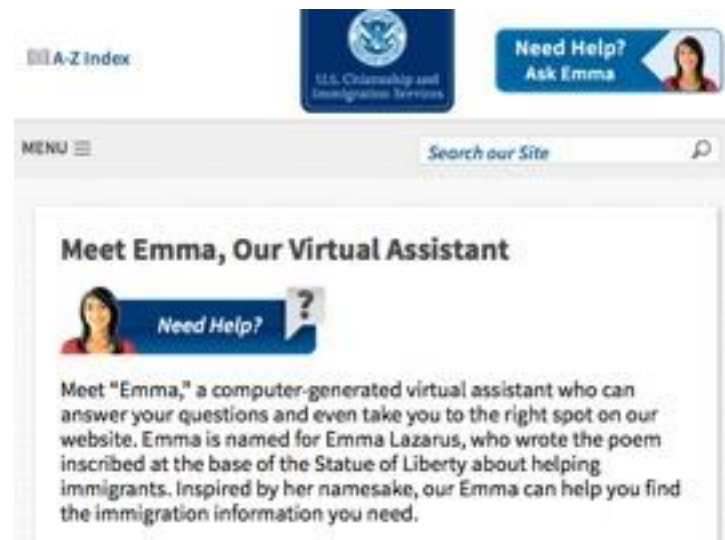 A-Z Index
U.S. Citizenship and
Immigration Services
Need Help?
Ask Emma
MENU
Search our Site
Meet Emma, Our Virtual Assistant
Need Help?
?
Meet "Emma," a computer-generated virtual assistant who can
answer your questions and even take you to the right spot on our
website. Emma is named for Emma Lazarus, who wrote the poem
inscribed at the base of the Statue of Liberty about helping
immigrants. Inspired by her namesake, our Emma can help you find
the immigration information you need.